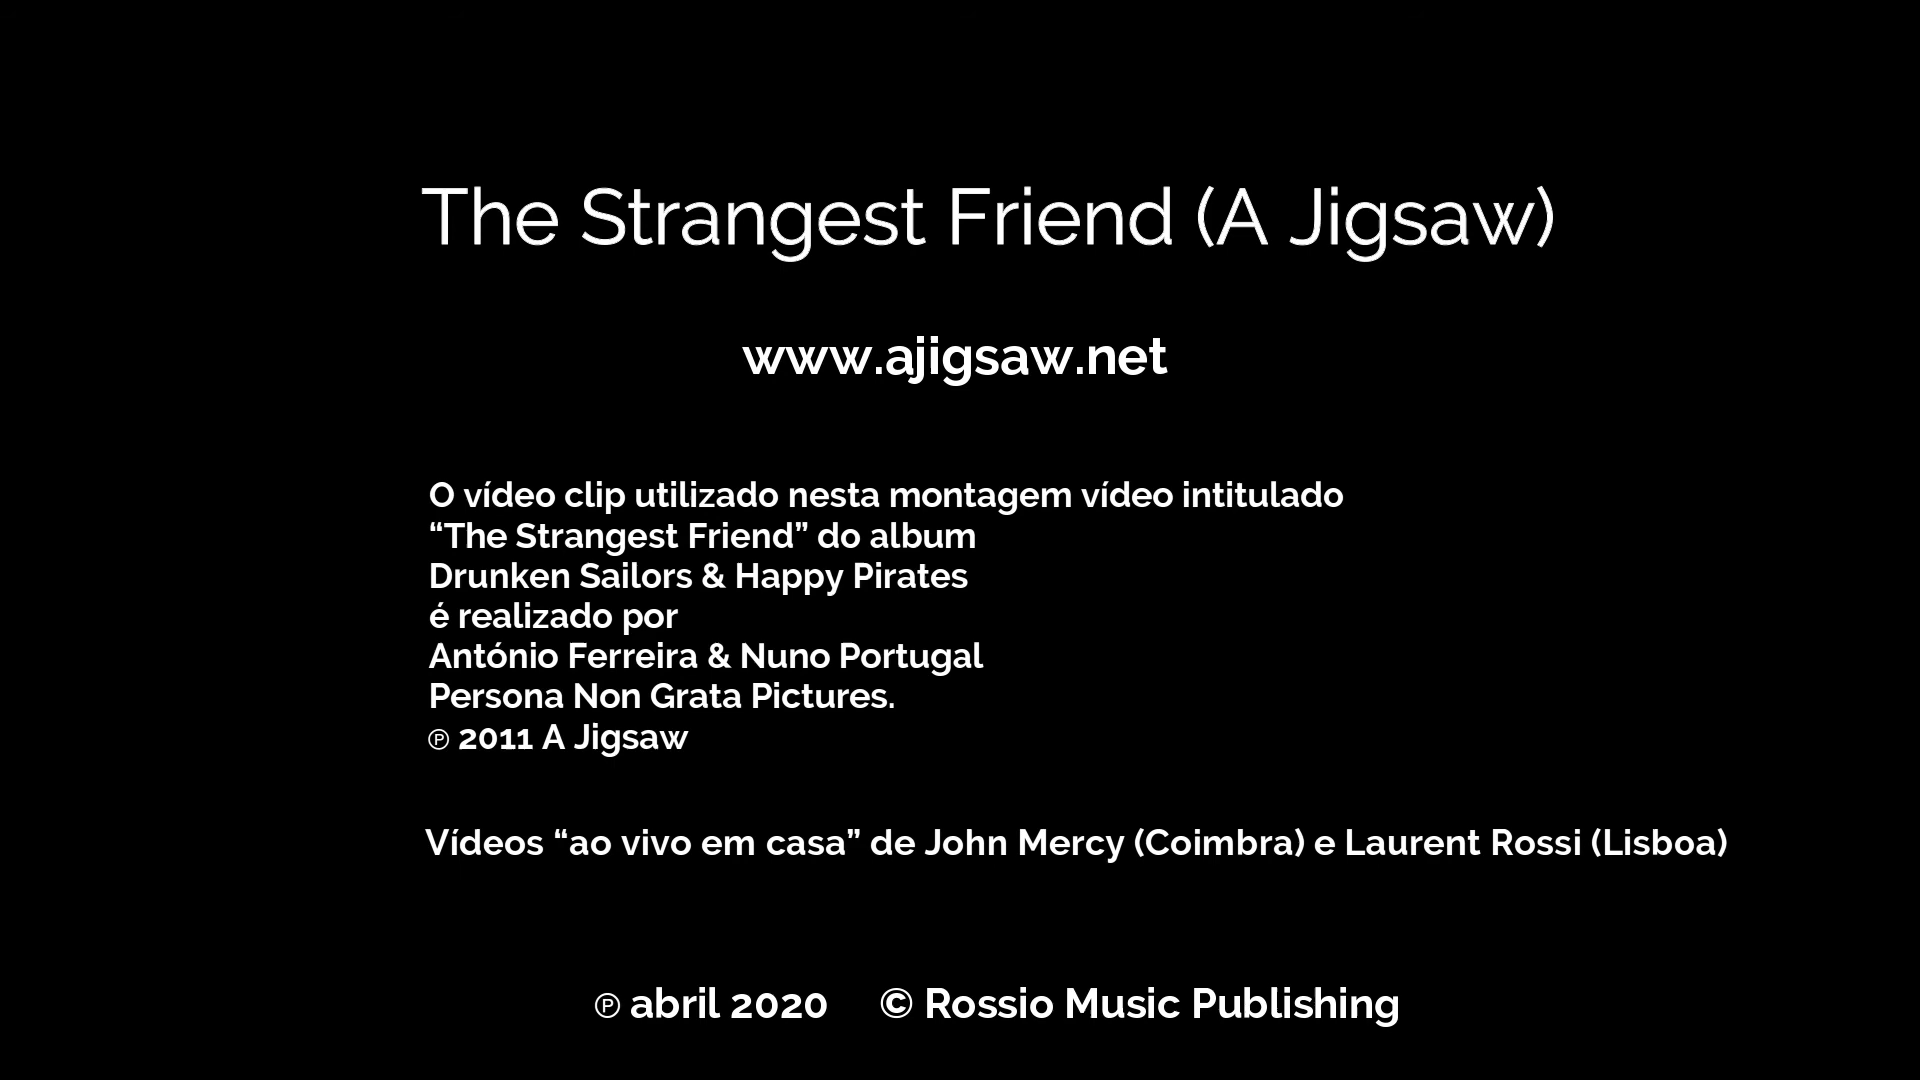 The Strangest Friend (A Jigsaw)
www.ajigsaw.net
O vídeo clip utilizado nesta montagem vídeo intitulado
“The Strangest Friend” do album
Drunken Sailors & Happy Pirates
é realizado por
António Ferreira & Nuno Portugal
Persona Non Grata Pictures.
℗ 2011 A Jigsaw
Vídeos “ao vivo em casa” de John Mercy (Coimbra) e Laurent Rossi (Lisboa)
℗ abril 2020 © Rossio Music Publishing